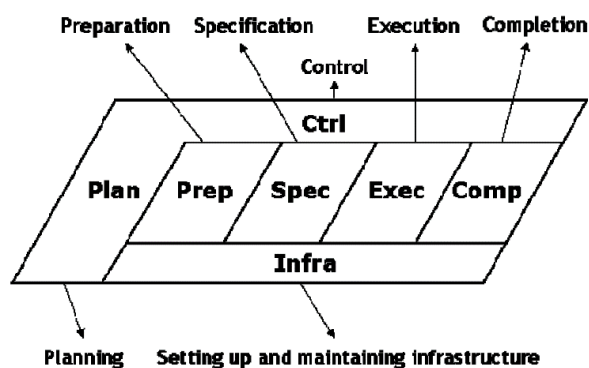 Preparation Specification Execution Completion
Control
Ctrl
Plan Prep Spec Exec Comp
Infra
Planning Setting up and maintaining infrastructure